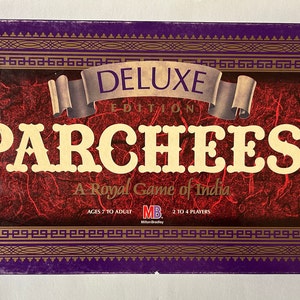 DELUXE
EDITION
PARCHEES
A Royal Game of India
AGES 7 TO ADULT
MB
Milton Bradley
2 TO 4 PLAYERS